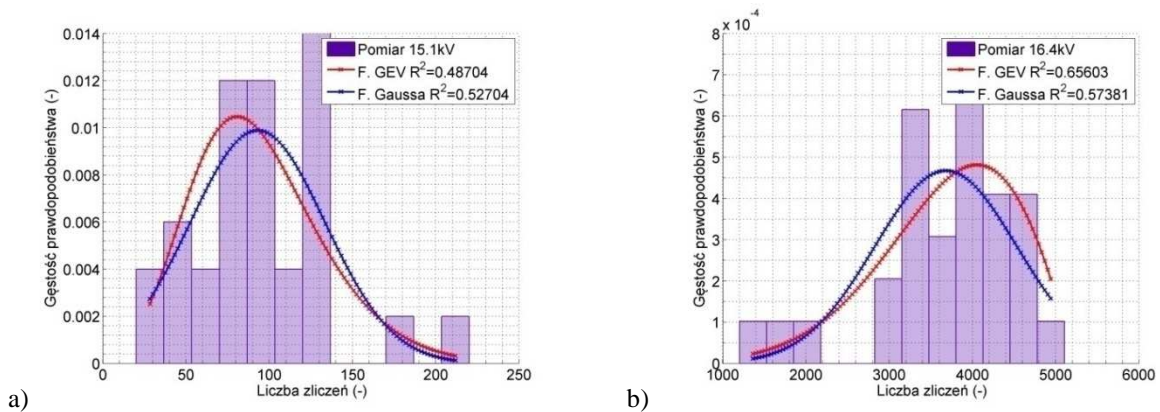 0.014
0.012
0.01
0.008
0.006
0.004
0.002
0
Gęstość prawdopodobieństwa (-)
Pomiar 15.1kV
F. GEV R²=0.48704
F. Gaussa R²=0.52704
0 50 100 150 200 250
Liczba zliczeń (-)
a)
8 x 10⁻⁴
7
6
5
4
3
2
1
0
Gęstość prawdopodobieństwa (-)
Pomiar 16.4kV
F. GEV R²=0.65603
F. Gaussa R²=0.57381
1000 2000 3000 4000 5000 6000
Liczba zliczeń (-)
b)